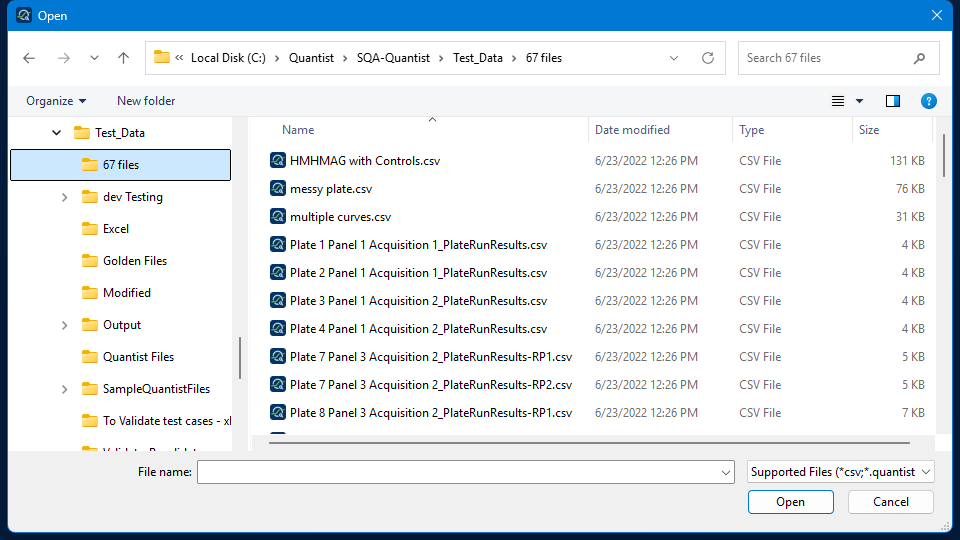 Open
« Local Disk (C:) > Quantist > SQA-Quantist > Test_Data > 67 files
Search 67 files
Organize
New folder
Test_Data
67 files
dev Testing
Excel
Golden Files
Modified
Output
Quantist Files
SampleQuantistFiles
To Validate test cases - xl
Name Date modified Type Size
HMHMAG with Controls.csv 6/23/2022 12:26 PM CSV File 131 KB
messy plate.csv 6/23/2022 12:26 PM CSV File 76 KB
multiple curves.csv 6/23/2022 12:26 PM CSV File 31 KB
Plate 1 Panel 1 Acquisition 1_PlateRunResults.csv 6/23/2022 12:26 PM CSV File 4 KB
Plate 2 Panel 1 Acquisition 1_PlateRunResults.csv 6/23/2022 12:26 PM CSV File 4 KB
Plate 3 Panel 1 Acquisition 2_PlateRunResults.csv 6/23/2022 12:26 PM CSV File 4 KB
Plate 4 Panel 1 Acquisition 2_PlateRunResults.csv 6/23/2022 12:26 PM CSV File 4 KB
Plate 7 Panel 3 Acquisition 2_PlateRunResults-RP1.csv 6/23/2022 12:26 PM CSV File 5 KB
Plate 7 Panel 3 Acquisition 2_PlateRunResults-RP2.csv 6/23/2022 12:26 PM CSV File 5 KB
Plate 8 Panel 3 Acquisition 2_PlateRunResults-RP1.csv 6/23/2022 12:26 PM CSV File 7 KB
File name:
Supported Files (*csv;*.quantist
Open
Cancel